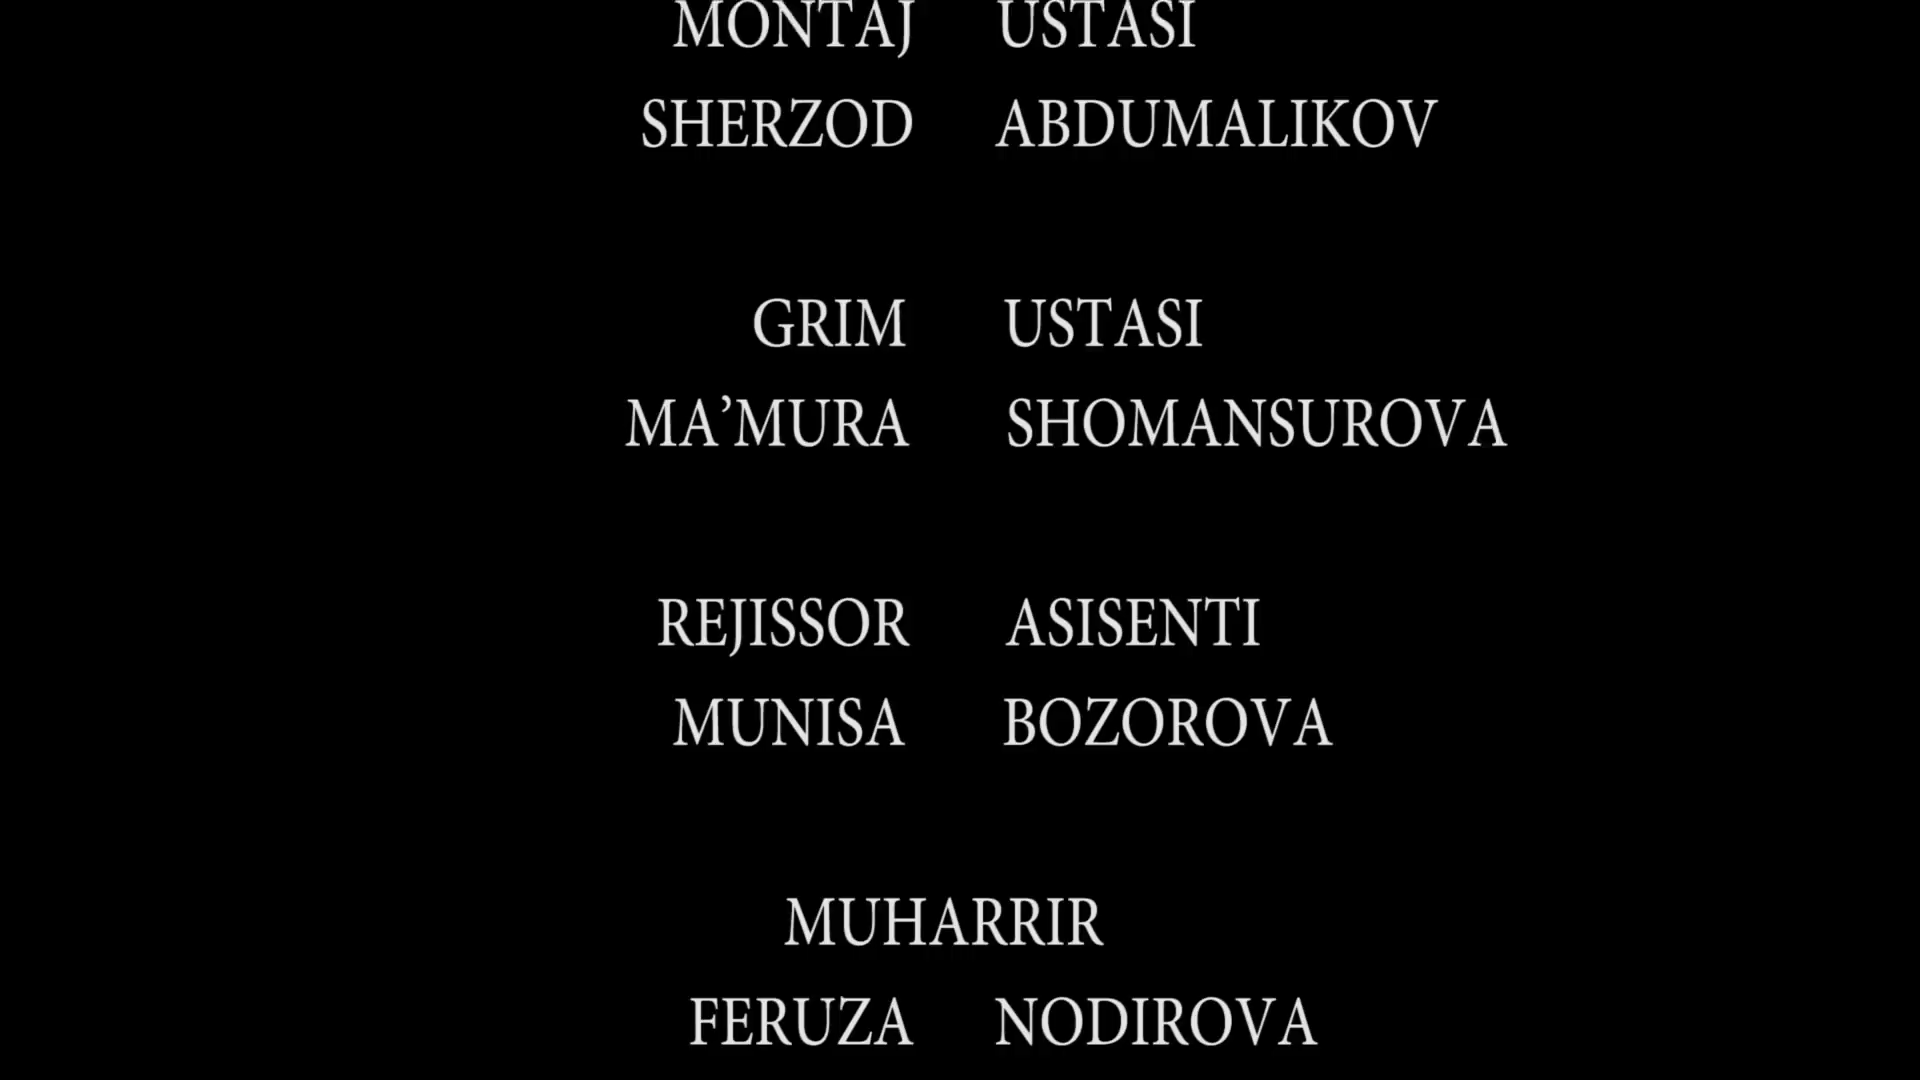 MONTAJ USTASI
SHERZOD ABDUMALIKOV
GRIM USTASI
MA’MURA SHOMANSUROVA
REJISSOR ASISENTI
MUNISA BOZOROVA
MUHARRIR
FERUZA NODIROVA